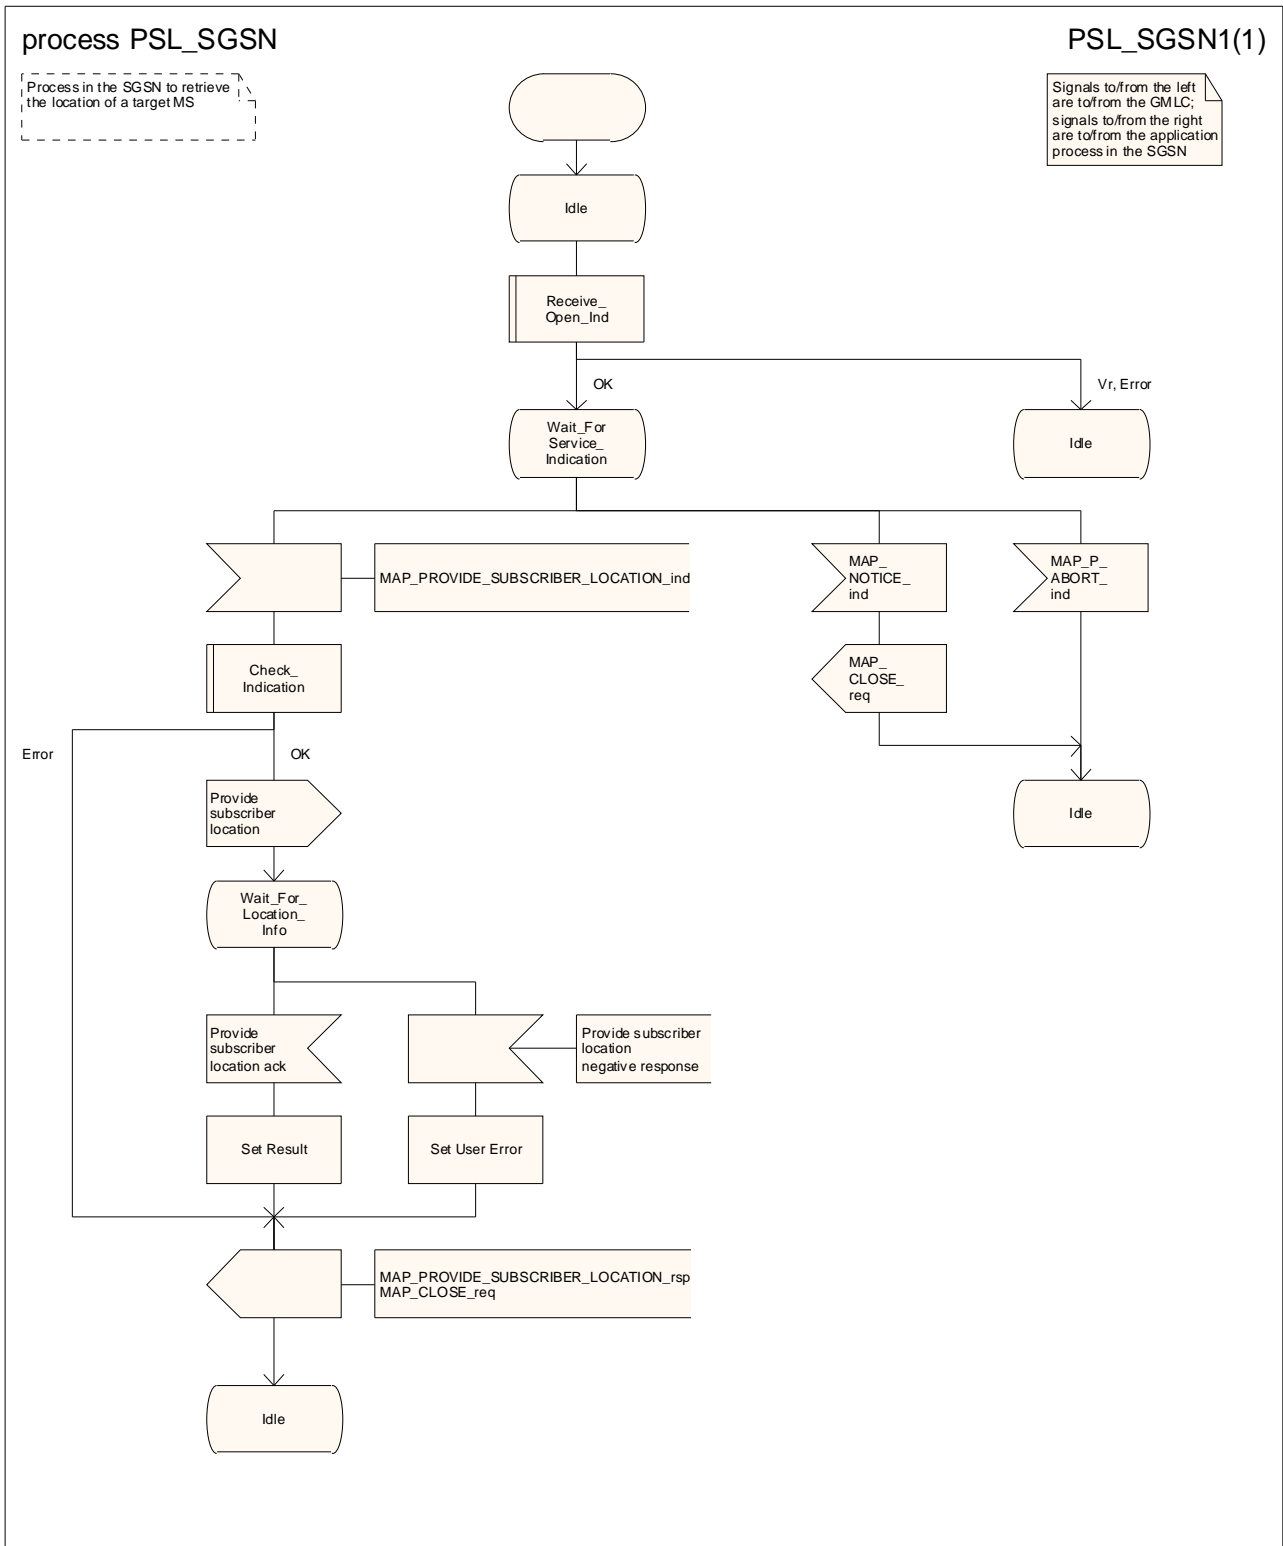 process PSL_SGSN
PSL_SGSN1(1)
Process in the SGSN to retrieve
the location of a target MS
Signals to/from the left
are to/from the GMLC;
signals to/from the right
are to/from the application
process in the SGSN
Idle
Receive_
Open_Ind
OK
Vr, Error
Wait_For
Service_
Indication
Idle
MAP_PROVIDE_SUBSCRIBER_LOCATION_ind
MAP_
NOTICE_
ind
MAP_P_
ABORT_
ind
Check_
Indication
MAP_
CLOSE_
req
Error
OK
Provide
subscriber
location
Idle
Wait_For_
Location_
Info
Provide
subscriber
location ack
Provide subscriber
location
negative response
Set Result
Set User Error
MAP_PROVIDE_SUBSCRIBER_LOCATION_rsp
MAP_CLOSE_req
Idle